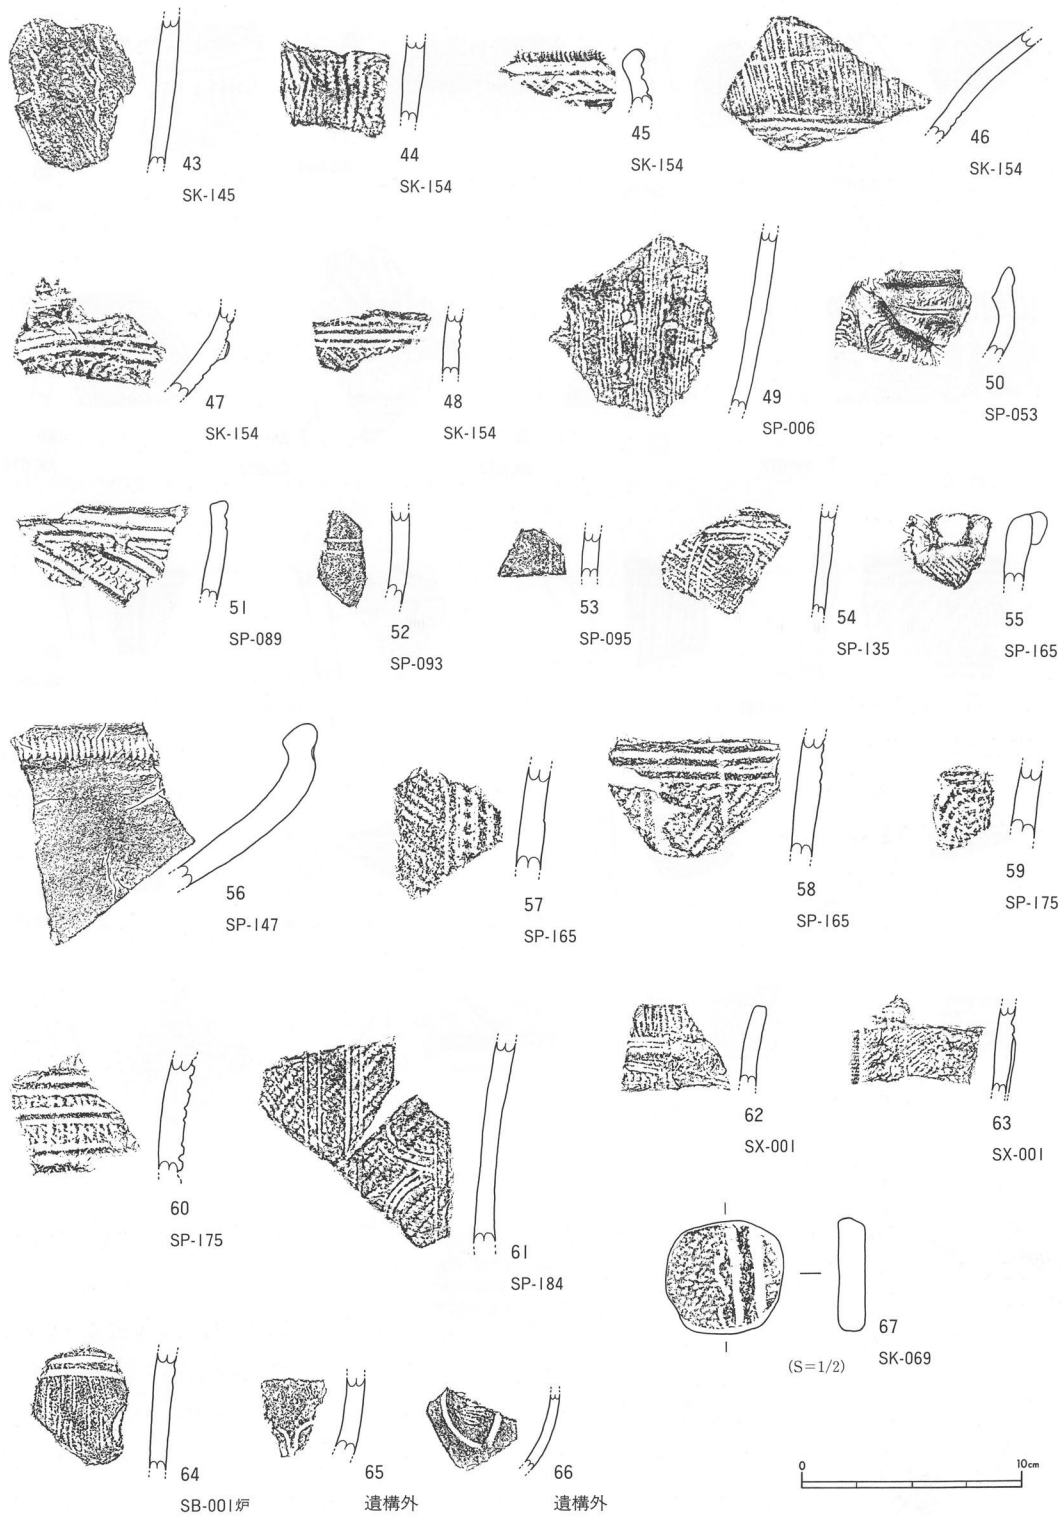 43
SK-145
44
SK-154
45
SK-154
46
SK-154
47
SK-154
48
SK-154
49
SP-006
50
SP-053
51
SP-089
52
SP-093
53
SP-095
54
SP-135
55
SP-165
56
SP-147
57
SP-165
58
SP-165
59
SP-175
60
SP-175
61
SP-184
62
SX-001
63
SX-001
67
(S=1/2)
SK-069
64
SB-001炉
65
遺構外
66
遺構外
0
10cm